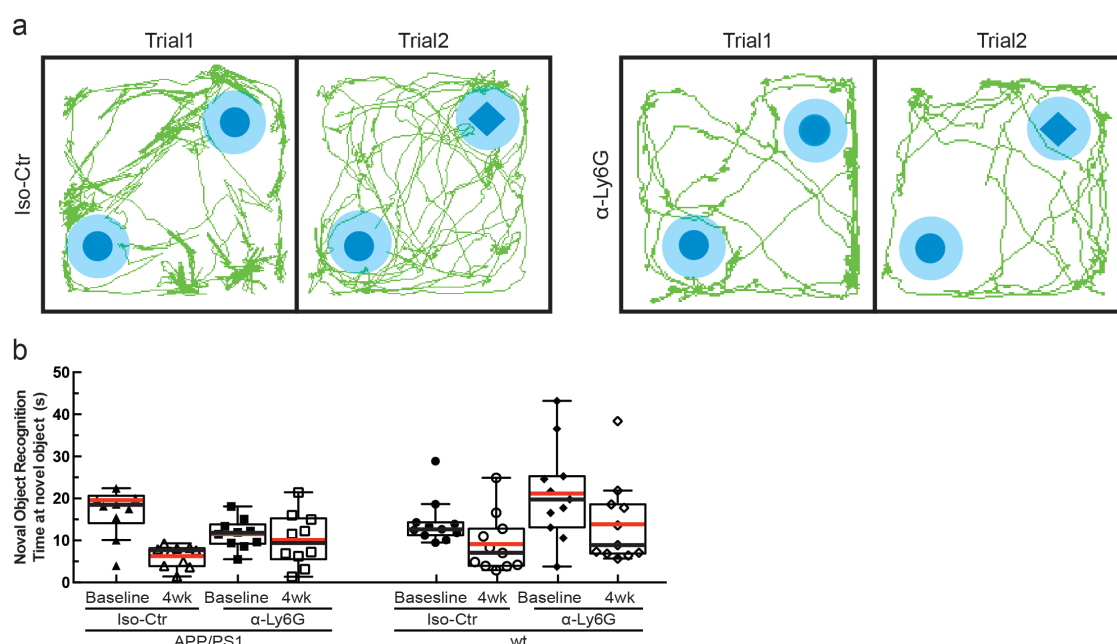 a
Trial1 Trial2 Trial1 Trial2
Iso-Ctr
α-Ly6G
b
Noval Object Recognition
Time at novel object (s)
50
40
30
20
10
0
Baseline 4wk Baseline 4wk Basesline 4wk Baseline 4wk
Iso-Ctr α-Ly6G Iso-Ctr α-Ly6G
APP/PS1 wt